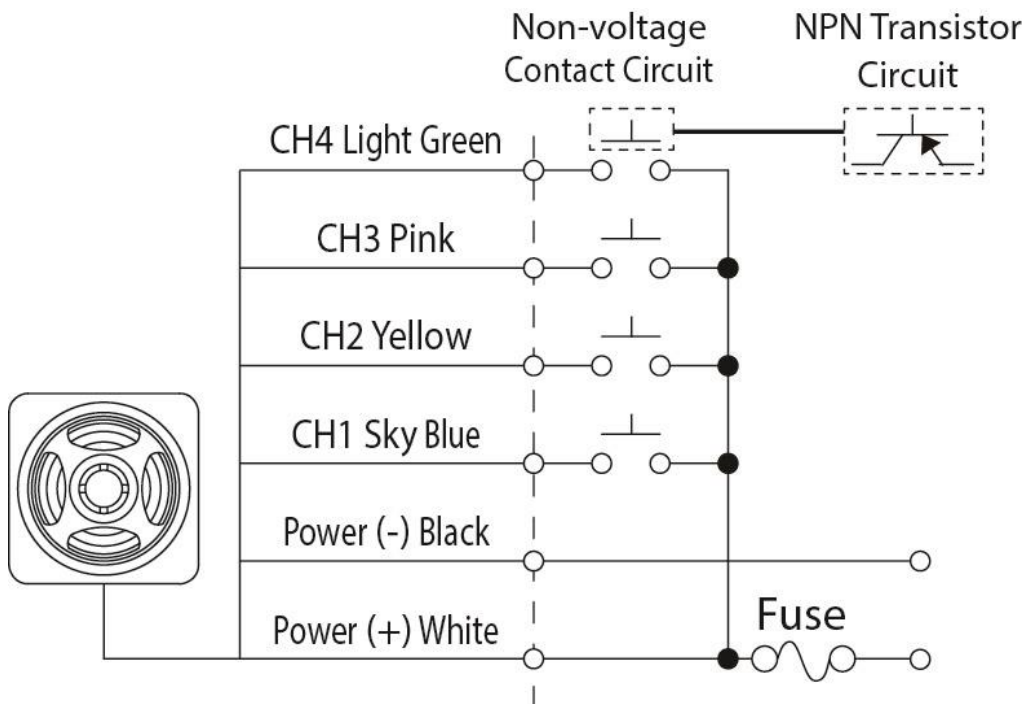 Non-voltage
Contact Circuit
NPN Transistor
Circuit
CH4 Light Green
CH3 Pink
CH2 Yellow
CH1 Sky Blue
Power (-) Black
Power (+) White
Fuse